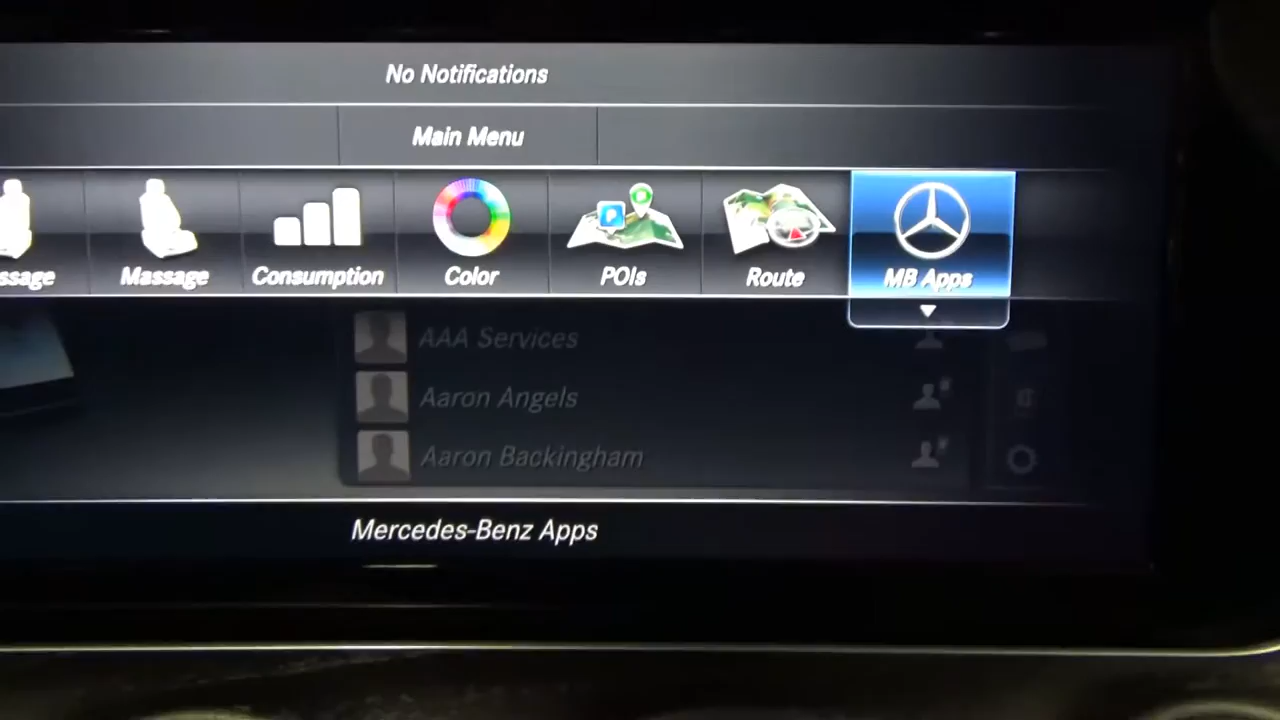 No Notifications
Main Menu
ssage
Massage
Consumption
Color
POIs
Route
MB Apps
AAA Services
Aaron Angels
Aaron Backingham
Mercedes-Benz Apps